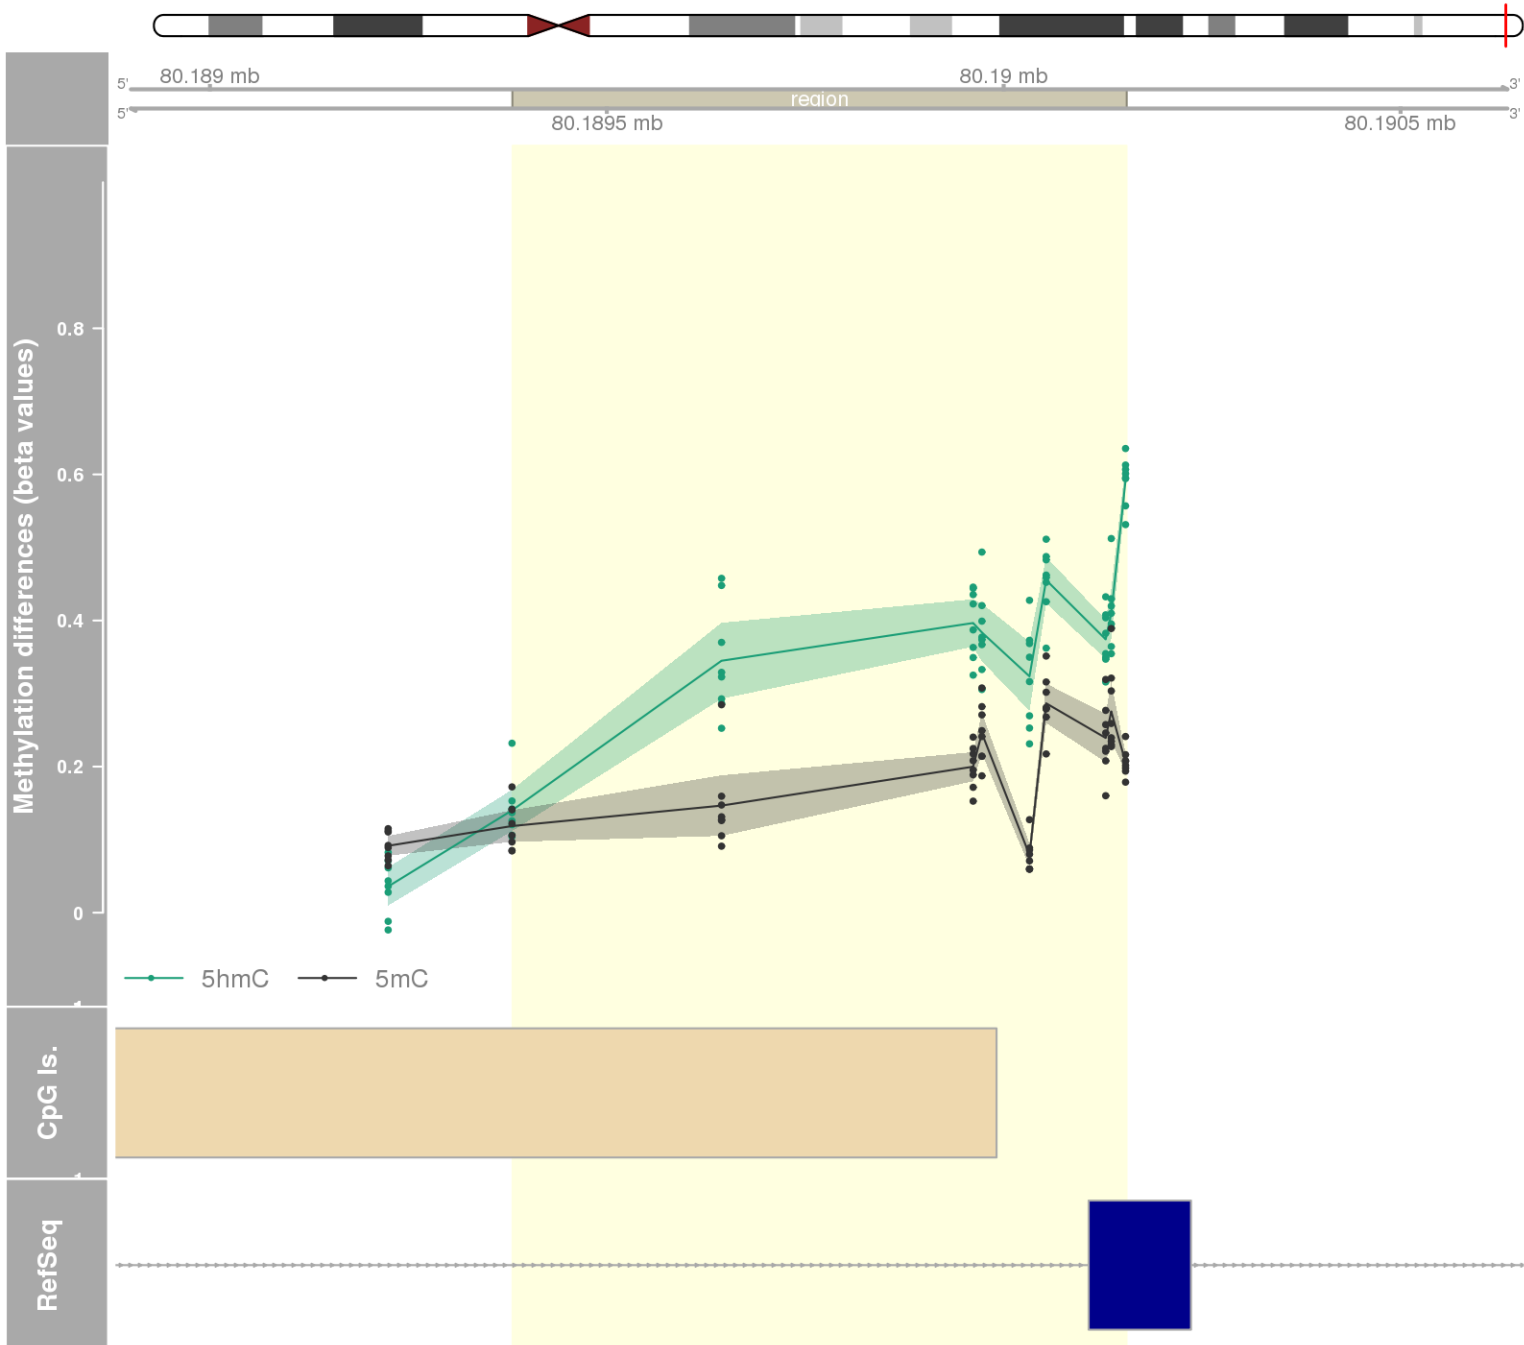 80.189 mb
80.19 mb
5'
3'
region
5'
3'
80.1895 mb
80.1905 mb
Methylation differences (beta values)
0.8
0.6
0.4
0.2
0
5hmC
5mC
CpG Is.
RefSeq